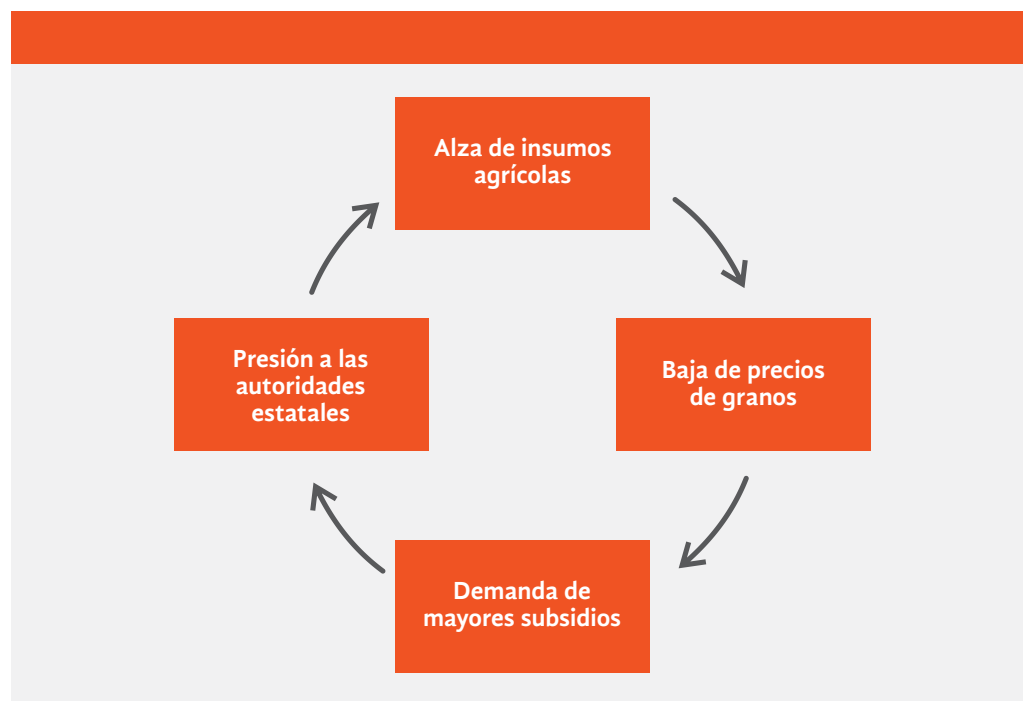 Alza de insumos
agrícolas
Baja de precios
de granos
Demanda de
mayores subsidios
Presión a las
autoridades
estatales